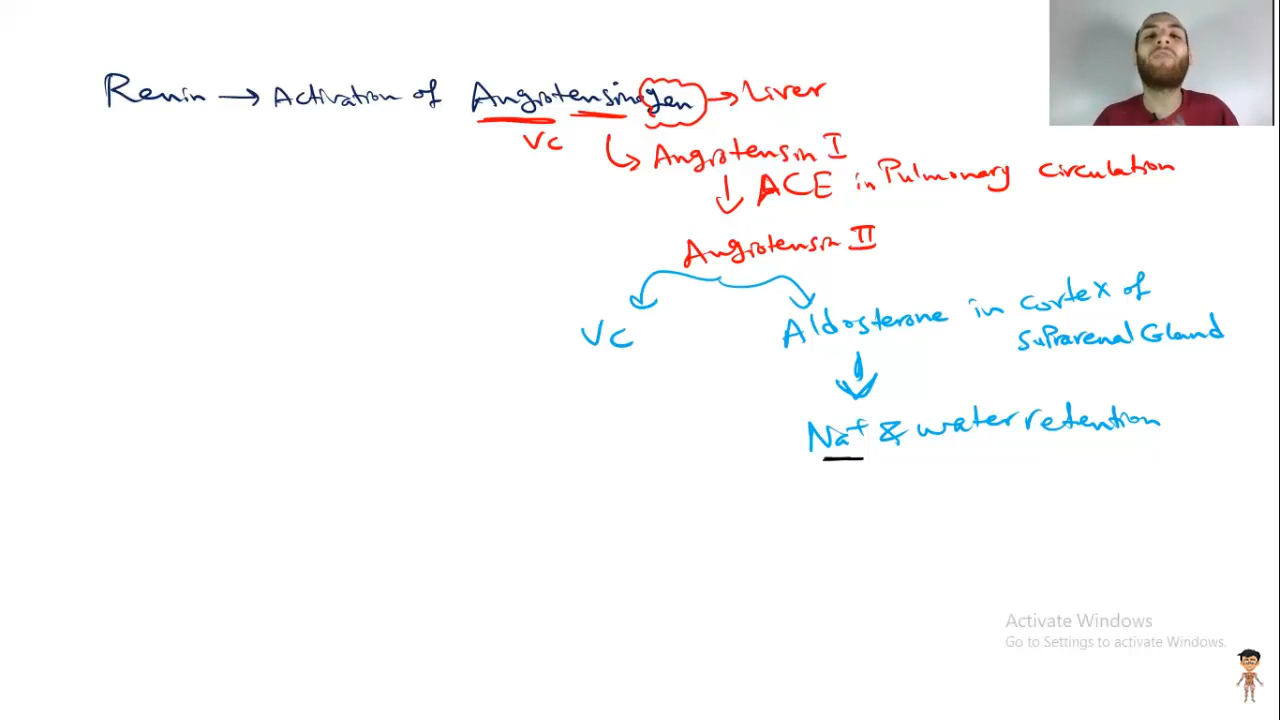 Renin → Activation of Angiotensinogen → Liver
VC
Angiotensin I
ACE in Pulmonary circulation
Angiotensin II
VC
Aldosterone in cortex of
Suprarenal Gland
Na+ & water retention
Activate Windows
Go to Settings to activate Windows.